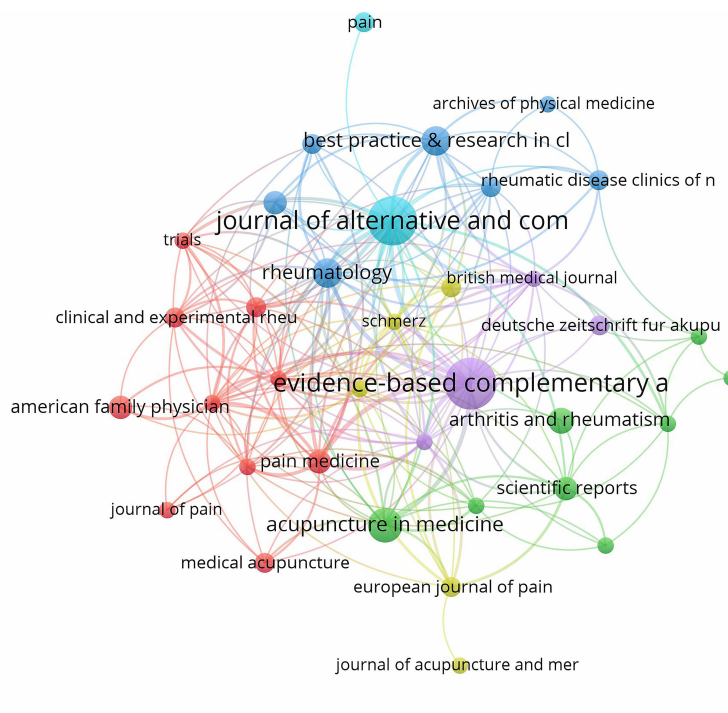 pain
archives of physical medicine
best practice & research in cl
rheumatic disease clinics of n
journal of alternative and com
trials
rheumatology
british medical journal
clinical and experimental rheu
schmerz
deutsche zeitschrift fur akupu
evidence-based complementary a
american family physician
arthritis and rheumatism
pain medicine
scientific reports
journal of pain
acupuncture in medicine
medical acupuncture
european journal of pain
journal of acupuncture and mer